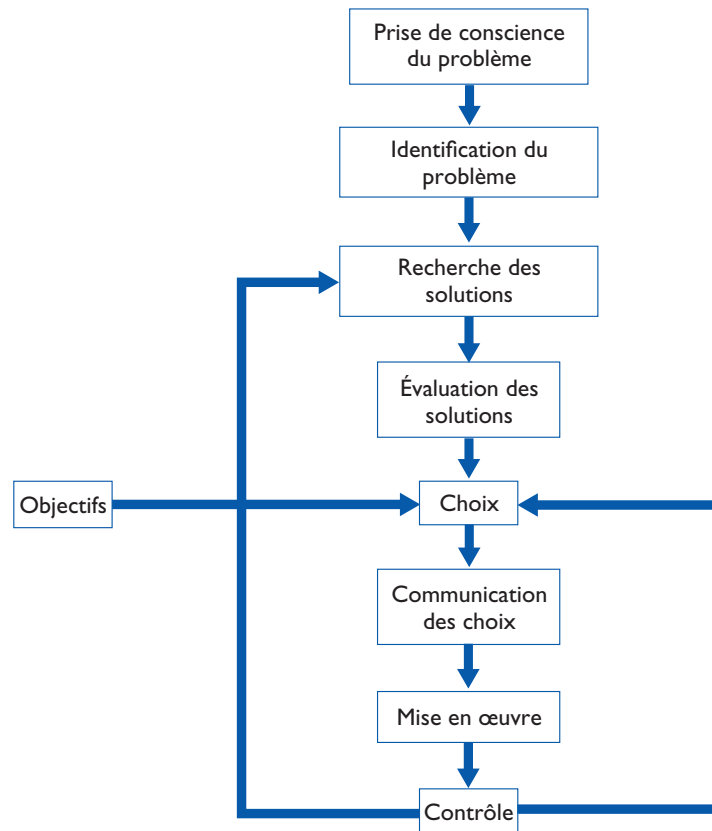 Prise de conscience
du problème
Identification du
problème
Recherche des
solutions
Évaluation des
solutions
Objectifs
Choix
Communication
des choix
Mise en œuvre
Contrôle